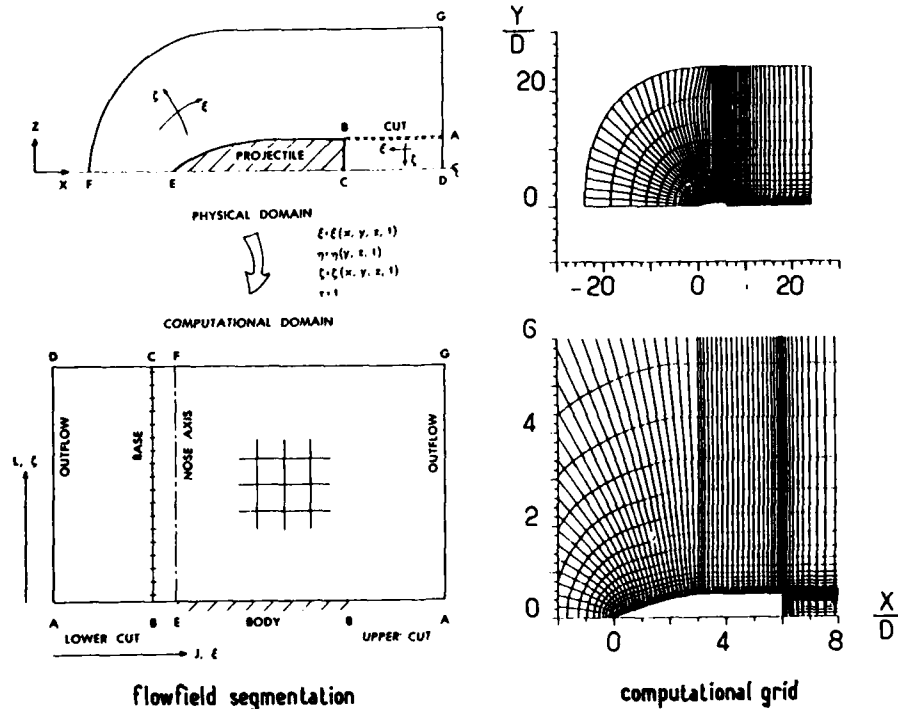 G
ζ
ξ
Z
X
F
E
PROJECTILE
B
CUT
A
ξ
ζ
C
D
ξ
PHYSICAL DOMAIN
ξ=ξ(x, y, z, t)
η=η(y, z, t)
ζ=ζ(x, y, z, t)
τ=t
COMPUTATIONAL DOMAIN
D C F G
OUTFLOW
BASE
NOSE AXIS
OUTFLOW
L, ζ
A B E BODY B A
LOWER CUT UPPER CUT
J, ξ
flowfield segmentation
Y
D
20
0
-20 0 20
6
4
2
0
0 4 8
X
D
computational grid